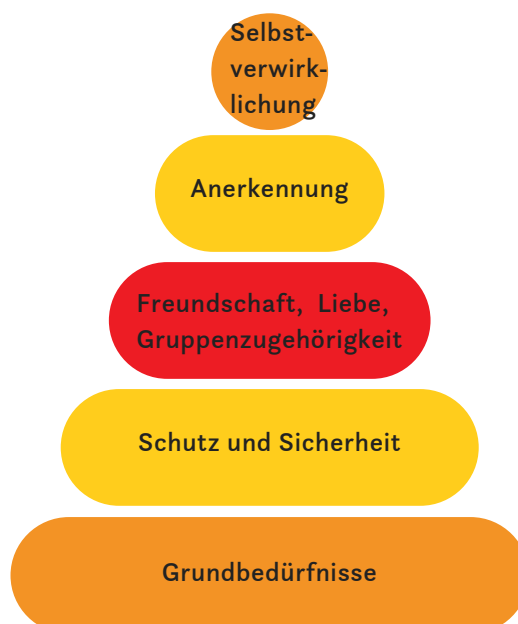 Selbst-
verwirk-
lichung
Anerkennung
Freundschaft, Liebe,
Gruppenzugehörigkeit
Schutz und Sicherheit
Grundbedürfnisse